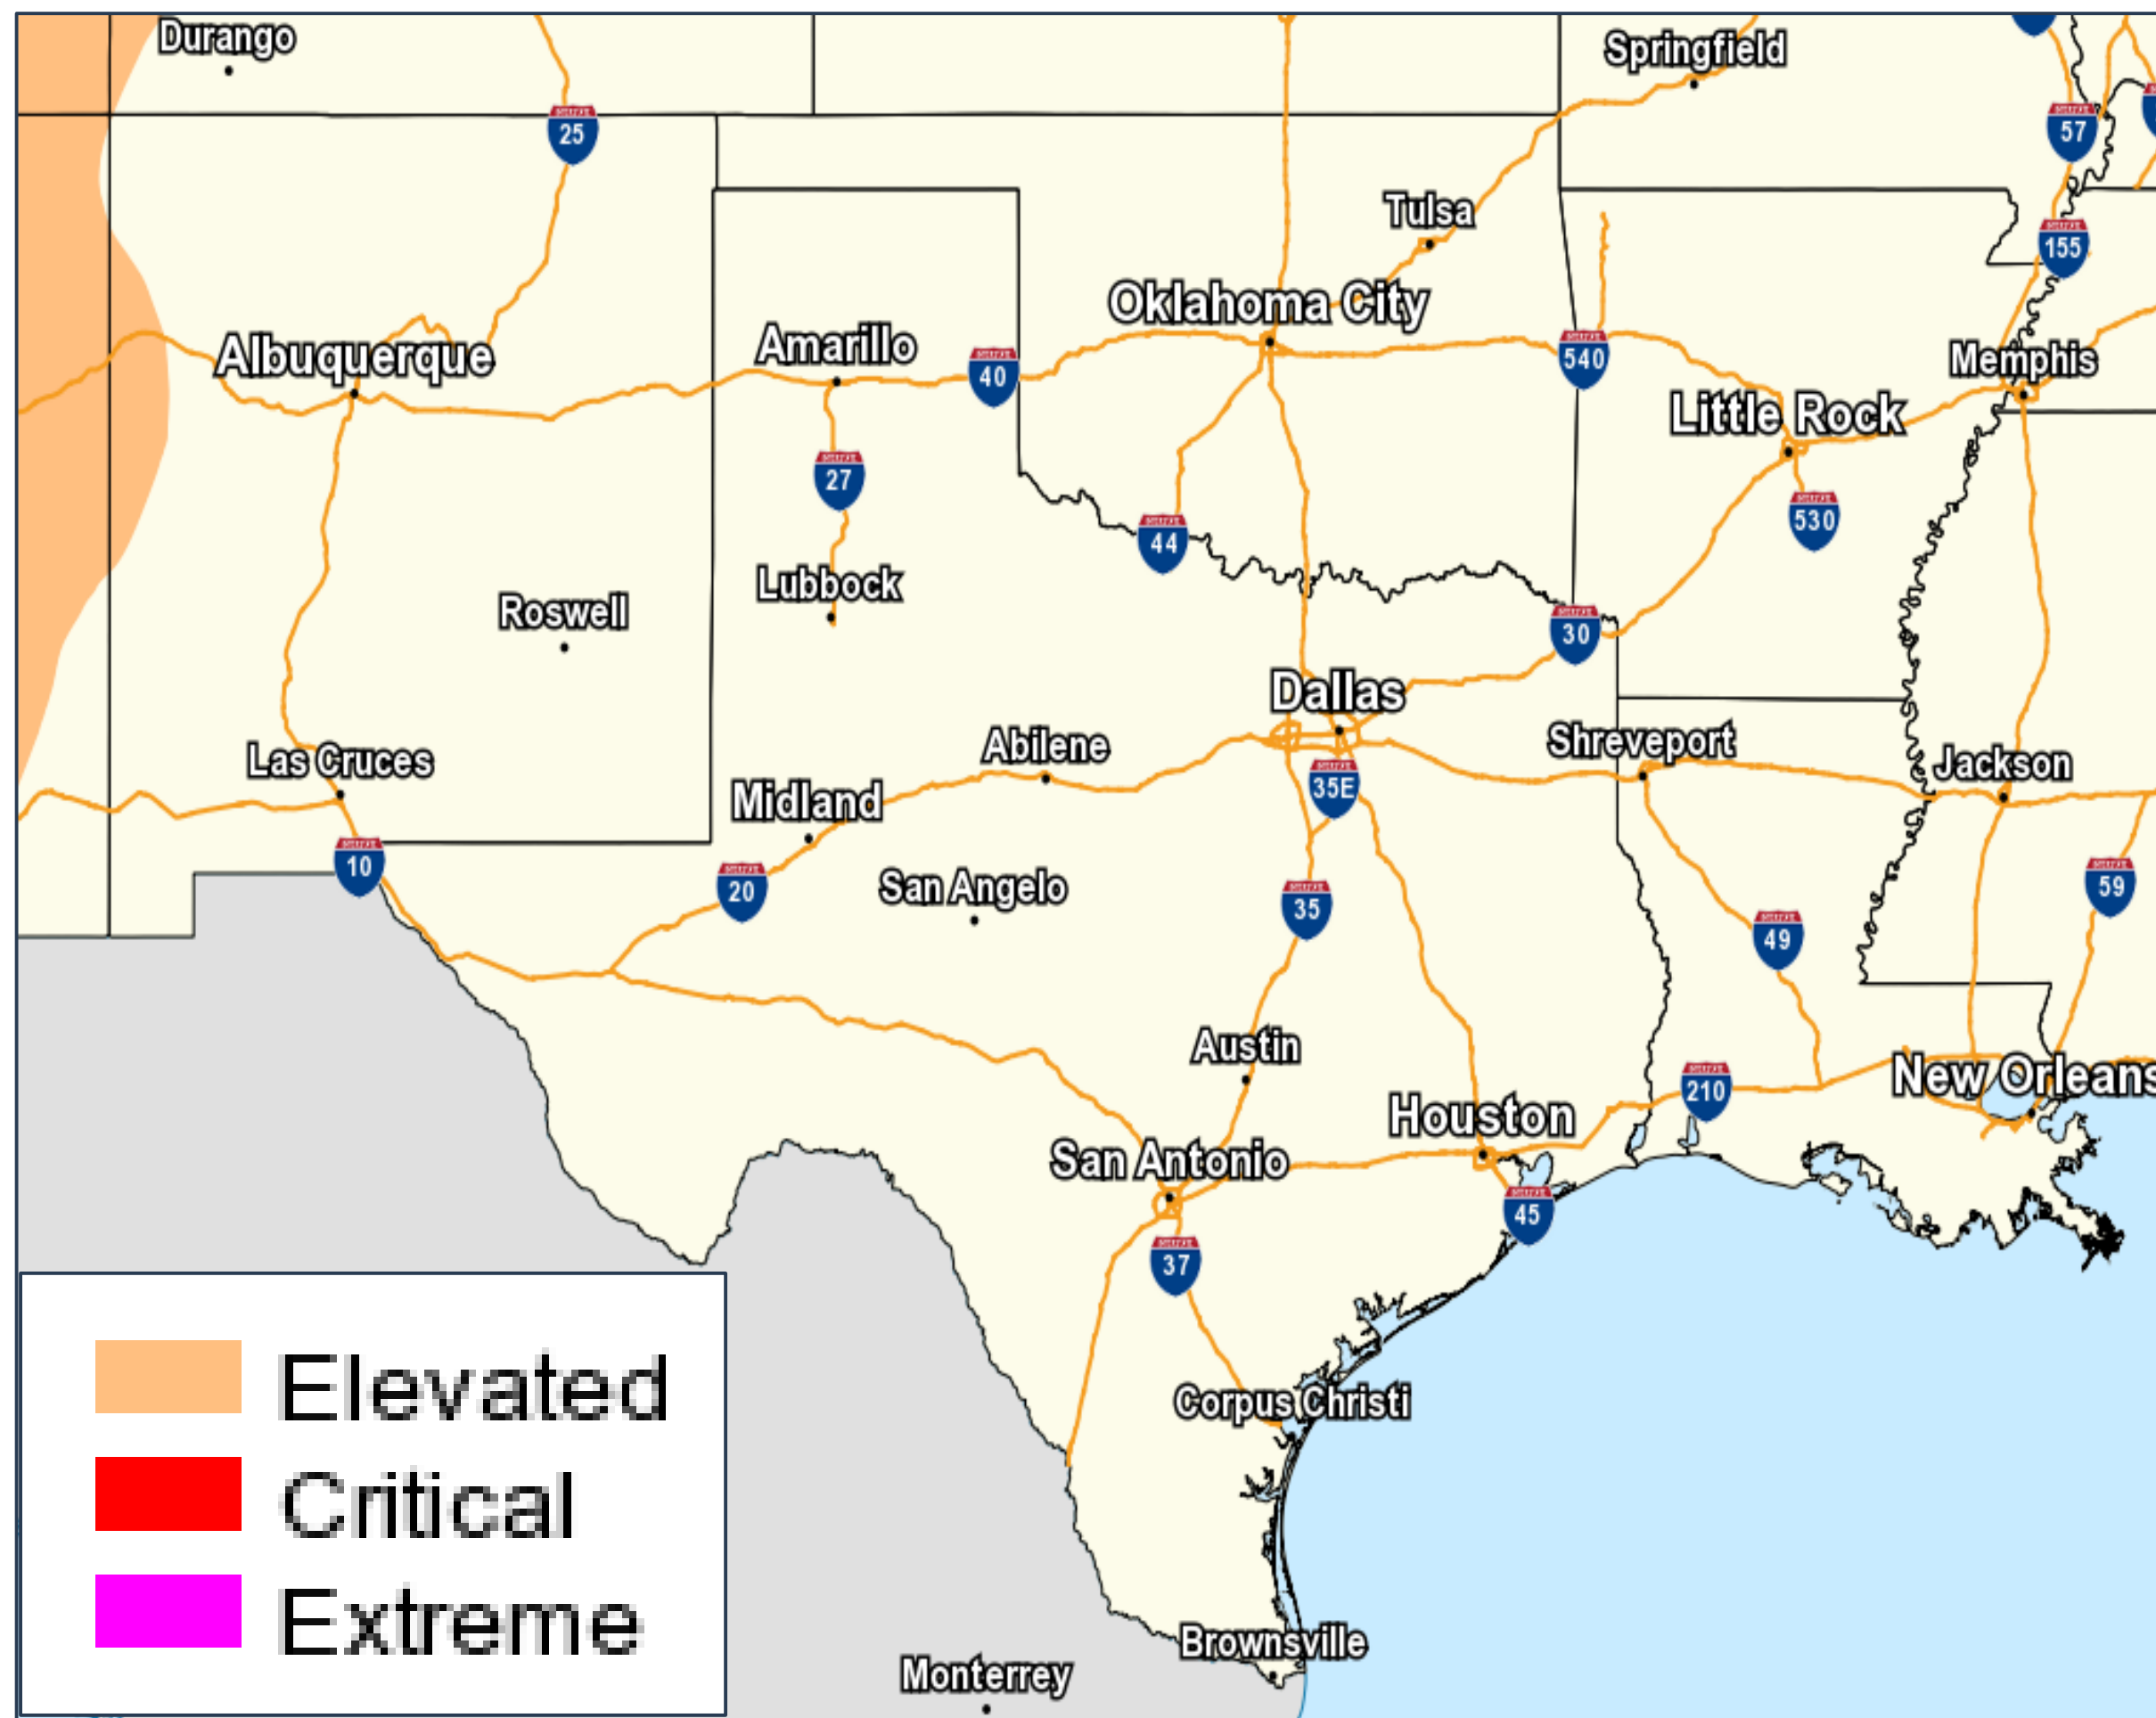 Durango
Springfield
25
57
Tulsa
155
Oklahoma City
Albuquerque
Amarillo
40
540
Memphis
Little Rock
27
530
44
Lubbock
Roswell
30
Dallas
Las Cruces
Abilene
Shreveport
Jackson
35E
Midland
10
20
San Angelo
35
59
49
Austin
210
New Orleans
Houston
San Antonio
45
37
Corpus Christi
Brownsville
Monterrey
Elevated
Critical
Extreme